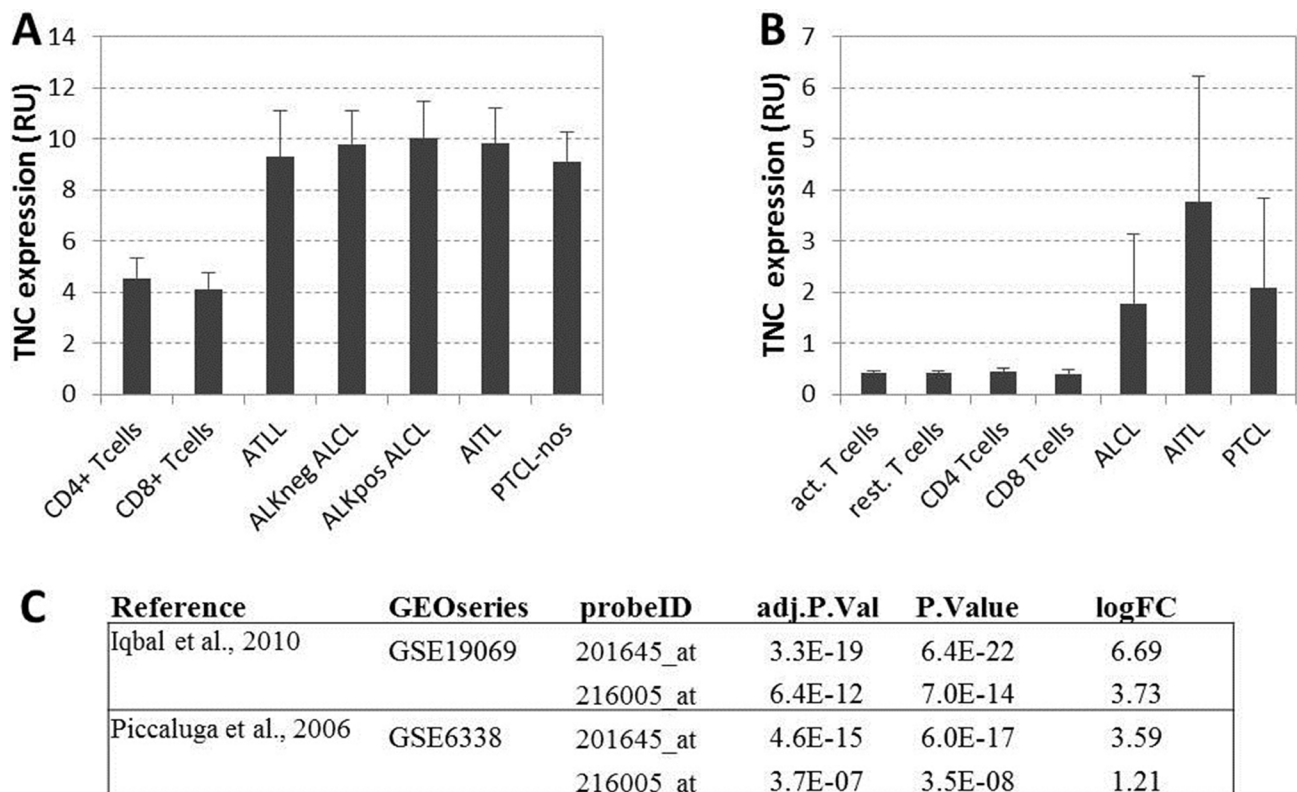 A
TNC expression (RU)
14
12
10
8
6
4
2
0
CD4+ Tcells
CD8+ Tcells
ATLL
ALKneg ALCL
ALKpos ALCL
AITL
PTCL-nos
B
TNC expression (RU)
7
6
5
4
3
2
1
0
act. T cells
rest. T cells
CD4 Tcells
CD8 Tcells
ALCL
AITL
PTCL
C
Reference GEOseries probeID adj.P.Val P.Value logFC
Iqbal et al., 2010 GSE19069 201645_at 3.3E-19 6.4E-22 6.69
216005_at 6.4E-12 7.0E-14 3.73
Piccaluga et al., 2006 GSE6338 201645_at 4.6E-15 6.0E-17 3.59
216005_at 3.7E-07 3.5E-08 1.21